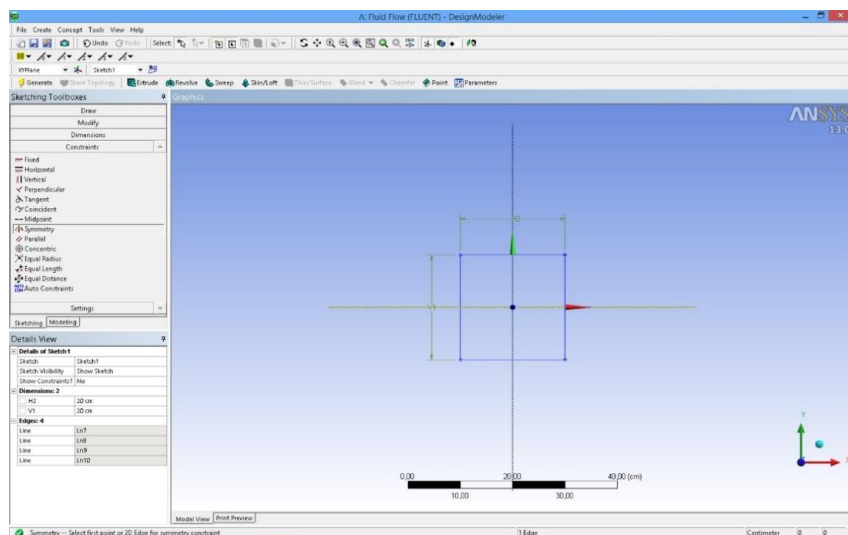 A: Fluid Flow (FLUENT) - DesignModeler
File Create Concept Tools View Help
Undo Redo Select:
XYPlane Sketch1
Generate Share Topology Extrude Revolve Sweep Skin/Loft Thin/Surface Blend Chamfer Point Parameters
Sketching Toolboxes
Draw
Modify
Dimensions
Constraints
Fixed
Horizontal
Vertical
Perpendicular
Tangent
Coincident
Midpoint
Symmetry
Parallel
Concentric
Equal Radius
Equal Length
Equal Distance
Auto Constraints
Settings
Sketching Modeling
Details View
Details of Sketch1
Sketch Sketch1
Sketch Visibility Show Sketch
Show Constraints? No
Dimensions: 2
H2 20 cm
V1 20 cm
Edges: 4
Line Ln7
Line Ln8
Line Ln9
Line Ln10
Graphics
ANSYS
13.0
H2
V1
Y
X
0,00 20,00 40,00 (cm)
10,00 30,00
Model View Print Preview
Symmetry -- Select first point or 2D Edge for symmetry constraint 1 Edge Centimeter 0 0